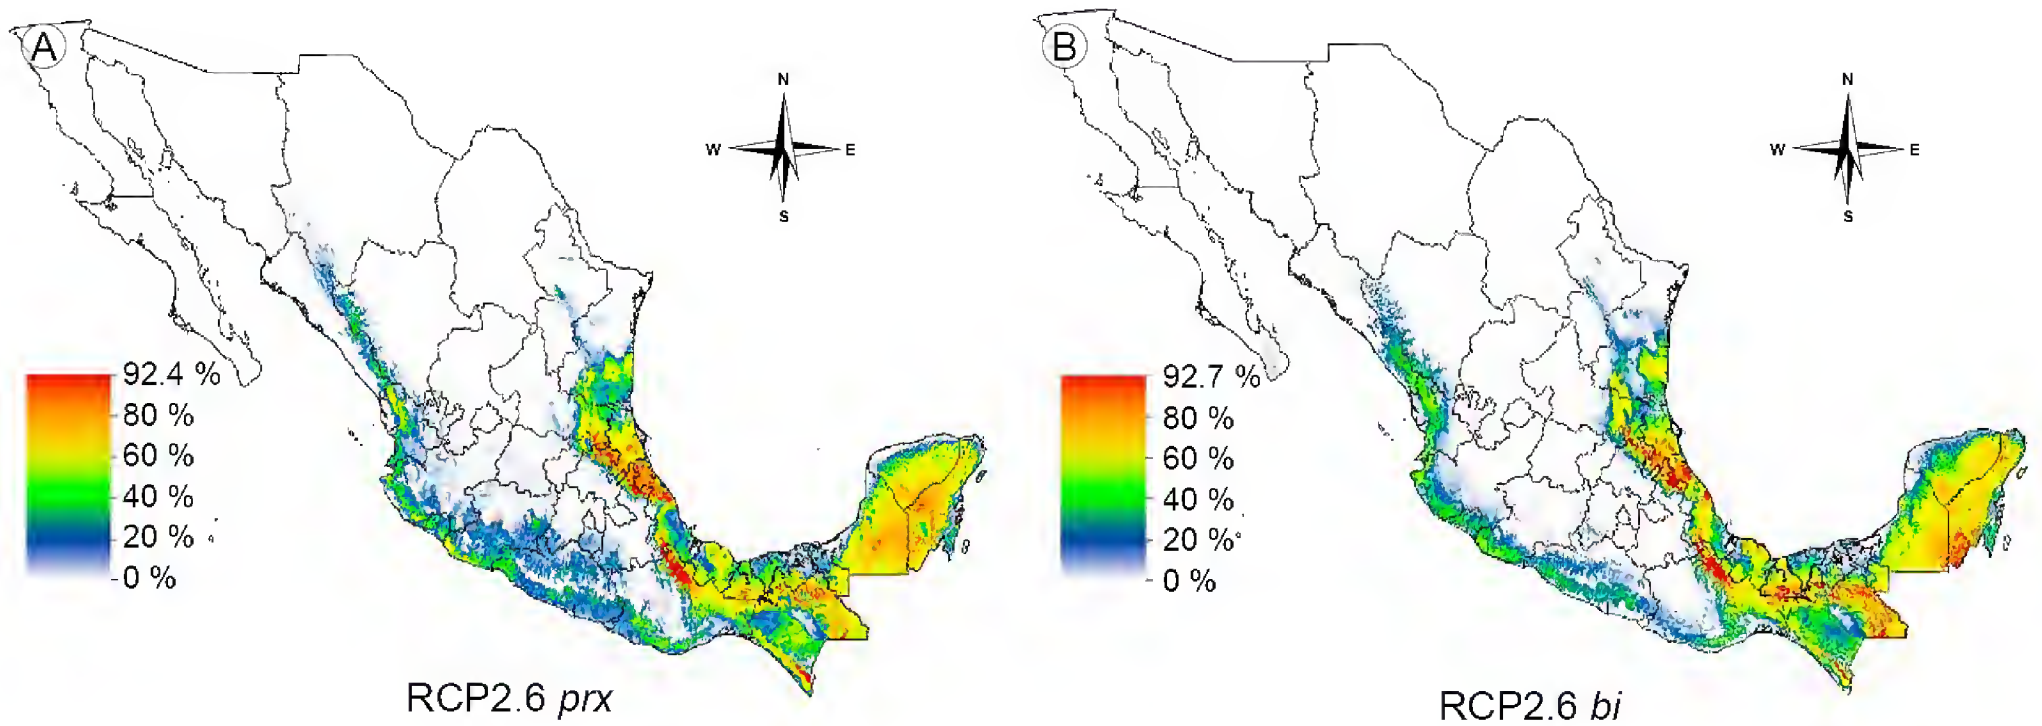 A
N
W
E
S
92.4 %
80 %
60 %
40 %
20 %
0 %
RCP2.6 prx
B
N
W
E
S
92.7 %
80 %
60 %
40 %
20 %
0 %
RCP2.6 bi